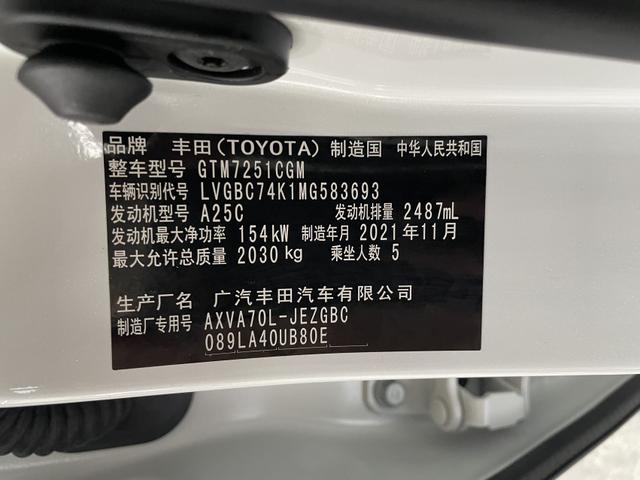 品牌 丰田(TOYOTA) 制造国 中华人民共和国
整车型号 GTM7251CGM
车辆识别代号 LVGBC74K1MG583693
发动机型号 A25C 发动机排量 2487mL
发动机最大净功率 154kW 制造年月 2021年11月
最大允许总质量 2030kg 乘坐人数 5
生产厂名 广汽丰田汽车有限公司
制造厂专用号 AXVA70L-JEZGBC
089LA40UB80E